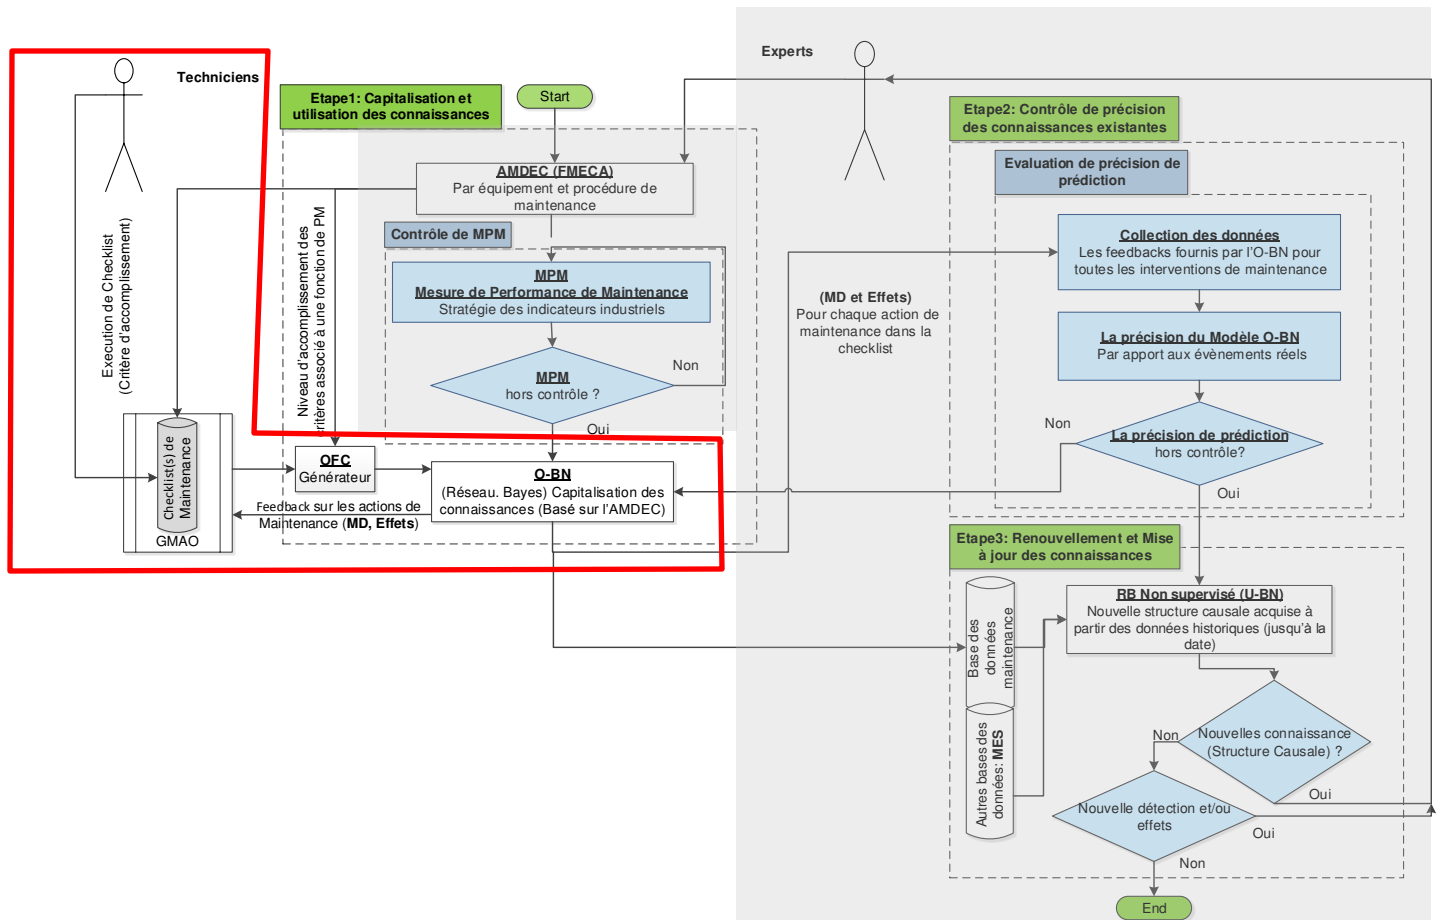 Techniciens
Experts
Etape1: Capitalisation et
utilisation des connaissances
Start
AMDEC (FMECA)
Par équipement et procédure de
maintenance
Contrôle de MPM
MPM
Mesure de Performance de Maintenance
Stratégie des indicateurs industriels
MPM
hors contrôle ?
Non
Oui
Execution de Checklist
(Critère d'accomplissement)
Niveau d'accomplissement des
critères associé à une fonction de PM
Checklist(s) de
Maintenance
GMAO
OFC
Générateur
O-BN
(Réseau. Bayes) Capitalisation des
connaissances (Basé sur l'AMDEC)
Feedback sur les actions de
Maintenance (MD, Effets)
(MD et Effets)
Pour chaque action de
maintenance dans la
checklist
Etape2: Contrôle de précision
des connaissances existantes
Evaluation de précision de
prédiction
Collection des données
Les feedbacks fournis par l'O-BN pour
toutes les interventions de maintenance
La précision du Modèle O-BN
Par apport aux évènements réels
Non
La précision de prédiction
hors contrôle?
Oui
Etape3: Renouvellement et Mise
à jour des connaissances
RB Non supervisé (U-BN)
Nouvelle structure causale acquise à
partir des données historiques (jusqu'à la
date)
Base des
données
maintenance
Autres bases des
données: MES
Nouvelles connaissance
(Structure Causale) ?
Non
Oui
Nouvelle détection et/ou
effets
Oui
Non
End